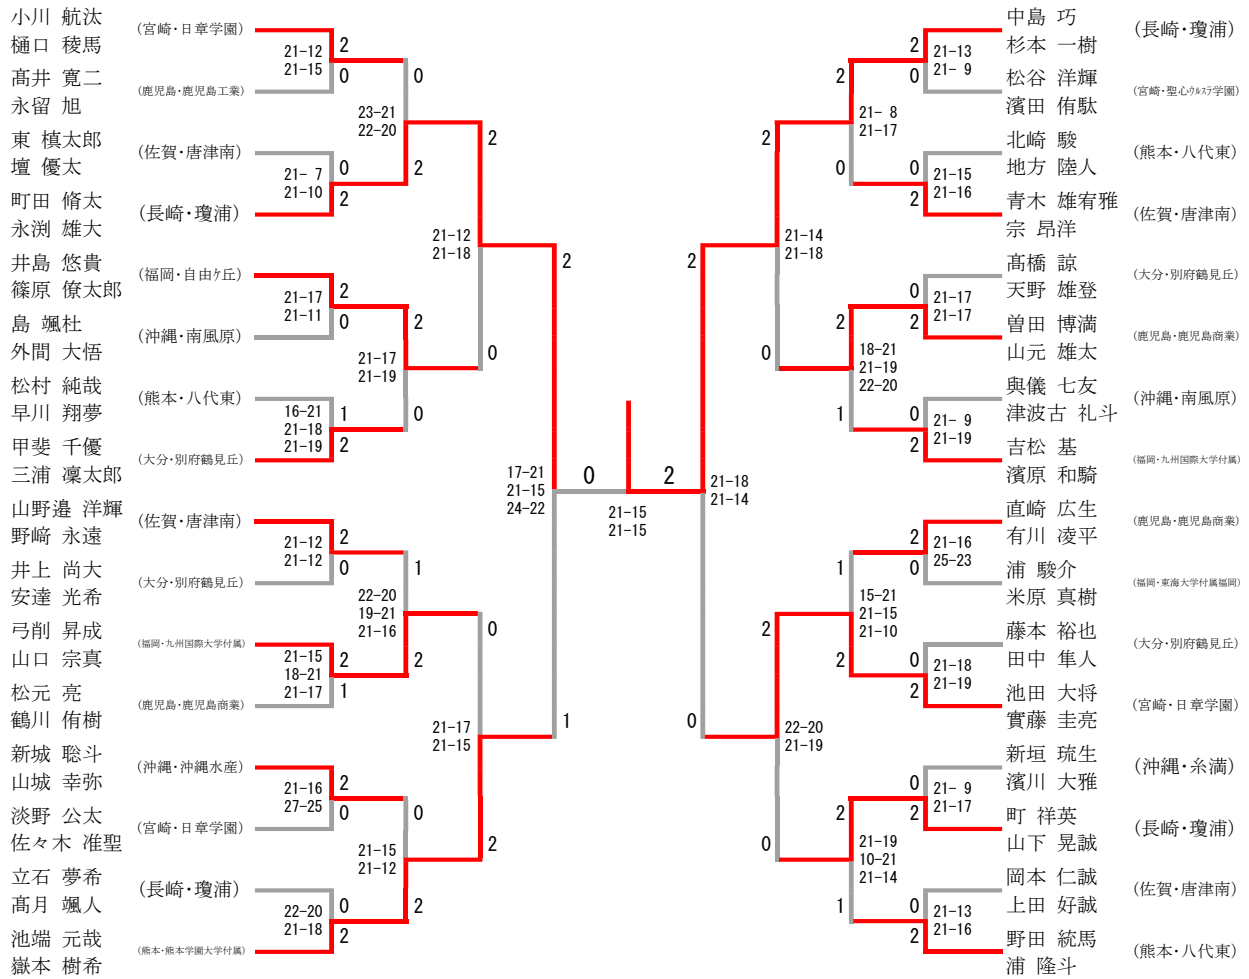 小川 航汰
樋口 稜馬
(宮崎・日章学園)
髙井 寛二
永留 旭
(鹿児島・鹿児島工業)
21-12
21-15
2
0
東 槙太郎
壇 優太
(佐賀・唐津南)
町田 脩太
永渕 雄大
(長崎・瓊浦)
21- 7
21-10
0
2
23-21
22-20
0
2
井島 悠貴
篠原 僚太郎
(福岡・自由ケ丘)
島 颯杜
外間 大悟
(沖縄・南風原)
21-17
21-11
2
0
松村 純哉
早川 翔夢
(熊本・八代東)
甲斐 千優
三浦 凜太郎
(大分・別府鶴見丘)
16-21
21-18
21-19
1
2
21-17
21-19
2
0
21-12
21-18
2
0
山野邉 洋輝
野﨑 永遠
(佐賀・唐津南)
井上 尚大
安達 光希
(大分・別府鶴見丘)
21-12
21-12
2
0
弓削 昇成
山口 宗真
(福岡・九州国際大学付属)
松元 亮
鶴川 侑樹
(鹿児島・鹿児島商業)
21-15
18-21
21-17
2
1
22-20
19-21
21-16
1
2
新城 聡斗
山城 幸弥
(沖縄・沖縄水産)
淡野 公太
佐々木 准聖
(宮崎・日章学園)
21-16
27-25
2
0
立石 夢希
髙月 颯人
(長崎・瓊浦)
池端 元哉
嶽本 樹希
(熊本・熊本学園大学付属)
22-20
21-18
0
2
21-15
21-12
0
2
21-17
21-15
0
2
17-21
21-15
24-22
2
1
0
2
21-15
21-15
中島 巧
杉本 一樹
(長崎・瓊浦)
松谷 洋輝
濱田 侑駄
(宮崎・聖心ウルスラ学園)
2
0
21-13
21- 9
北崎 駿
地方 陸人
(熊本・八代東)
青木 雄宥雅
宗 昂洋
(佐賀・唐津南)
0
2
21-15
21-16
2
0
21- 8
21-17
髙橋 諒
天野 雄登
(大分・別府鶴見丘)
曽田 博満
山元 雄太
(鹿児島・鹿児島商業)
0
2
21-17
21-17
與儀 七友
津波古 礼斗
(沖縄・南風原)
吉松 基
濱原 和騎
(福岡・九州国際大学付属)
0
2
21- 9
21-19
2
1
18-21
21-19
22-20
2
0
21-14
21-18
直崎 広生
有川 凌平
(鹿児島・鹿児島商業)
浦 駿介
米原 真樹
(福岡・東海大学付属福岡)
2
0
21-16
25-23
藤本 裕也
田中 隼人
(大分・別府鶴見丘)
池田 大将
實藤 圭亮
(宮崎・日章学園)
0
2
21-18
21-19
1
2
15-21
21-15
21-10
新垣 琉生
濱川 大雅
(沖縄・糸満)
町 祥英
山下 晃誠
(長崎・瓊浦)
0
2
21- 9
21-17
岡本 仁誠
上田 好誠
(佐賀・唐津南)
野田 統馬
浦 隆斗
(熊本・八代東)
0
2
21-13
21-16
2
1
21-19
10-21
21-14
2
0
22-20
21-19
2
0
21-18
21-14